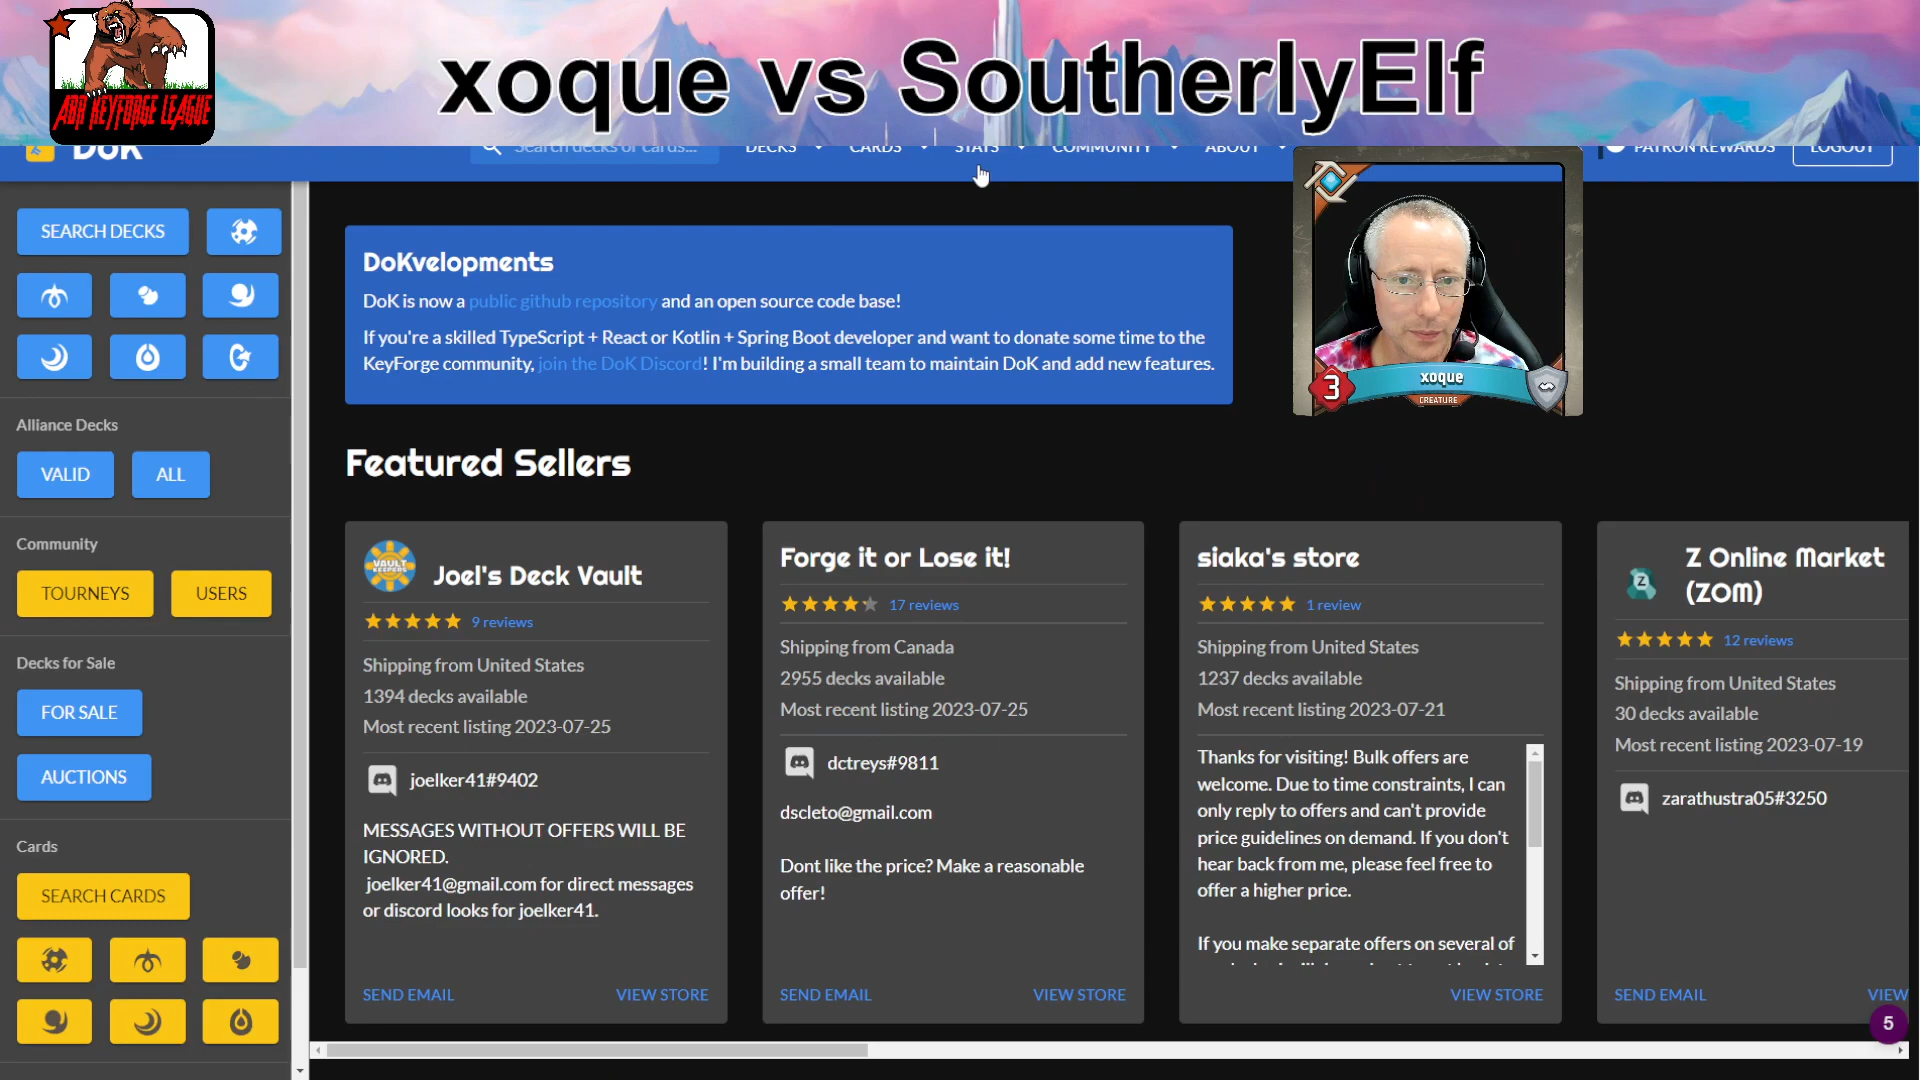 xoque vs SoutherlyElf
ABR KEYFORGE LEAGUE
DoK
Search decks or cards...
DECKS
CARDS
STATS
COMMUNITY
ABOUT
PATRON REWARDS
LOGOUT
SEARCH DECKS
Alliance Decks
VALID
ALL
Community
TOURNEYS
USERS
Decks for Sale
FOR SALE
AUCTIONS
Cards
SEARCH CARDS
DoKvelopments
DoK is now a public github repository and an open source code base!
If you're a skilled TypeScript + React or Kotlin + Spring Boot developer and want to donate some time to the
KeyForge community, join the DoK Discord! I'm building a small team to maintain DoK and add new features.
3
xoque
CREATURE
Featured Sellers
Joel's Deck Vault
VAULT KEEPERS
9 reviews
Shipping from United States
1394 decks available
Most recent listing 2023-07-25
joelker41#9402
MESSAGES WITHOUT OFFERS WILL BE
IGNORED.
joelker41@gmail.com for direct messages
or discord looks for joelker41.
SEND EMAIL
VIEW STORE
Forge it or Lose it!
17 reviews
Shipping from Canada
2955 decks available
Most recent listing 2023-07-25
dctreys#9811
dscleto@gmail.com
Dont like the price? Make a reasonable
offer!
SEND EMAIL
VIEW STORE
siaka's store
1 review
Shipping from United States
1237 decks available
Most recent listing 2023-07-21
Thanks for visiting! Bulk offers are
welcome. Due to time constraints, I can
only reply to offers and can't provide
price guidelines on demand. If you don't
hear back from me, please feel free to
offer a higher price.
If you make separate offers on several of
VIEW STORE
Z
Z Online Market
(ZOM)
12 reviews
Shipping from United States
30 decks available
Most recent listing 2023-07-19
zarathustra05#3250
SEND EMAIL
VIEW
5